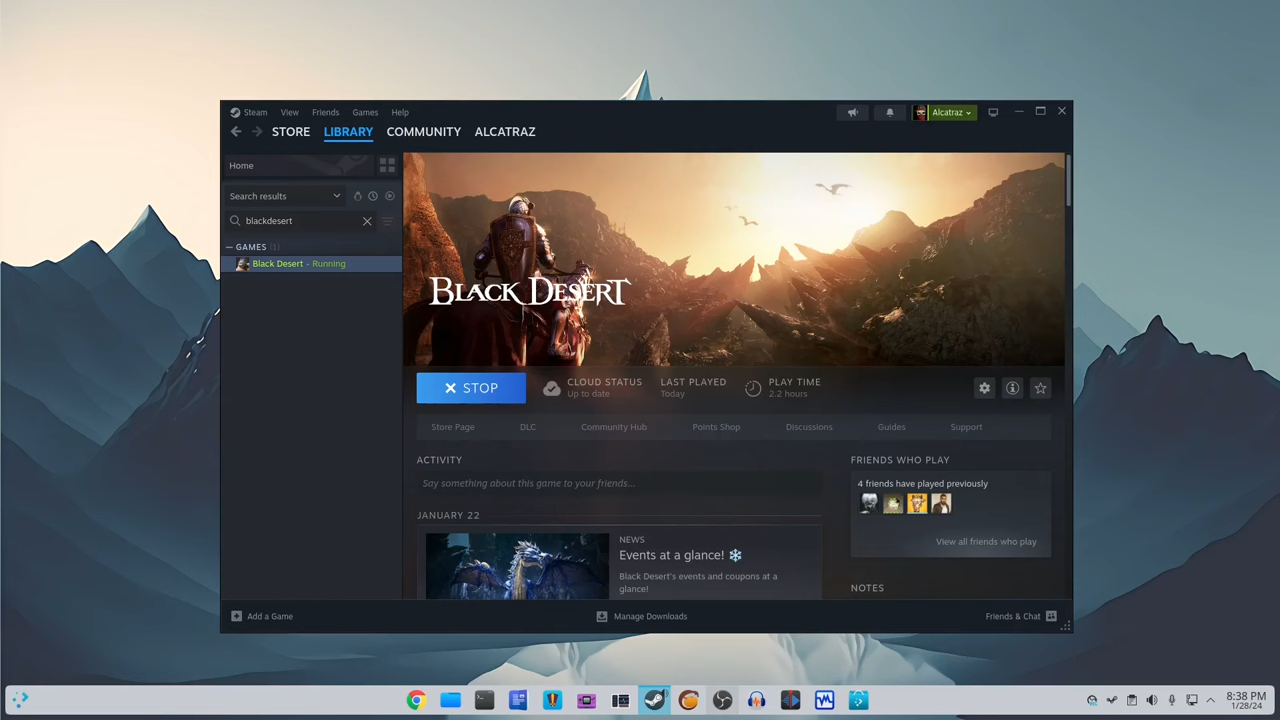 Steam View Friends Games Help
Alcatraz
STORE LIBRARY COMMUNITY ALCATRAZ
Home
Search results
blackdesert
GAMES (1)
Black Desert - Running
BLACK DESERT
STOP
CLOUD STATUS
Up to date
LAST PLAYED
Today
PLAY TIME
2.2 hours
Store Page DLC Community Hub Points Shop Discussions Guides Support
ACTIVITY
Say something about this game to your friends...
JANUARY 22
NEWS
Events at a glance! ❄
Black Desert's events and coupons at a
glance!
FRIENDS WHO PLAY
4 friends have played previously
View all friends who play
NOTES
Add a Game
Manage Downloads
Friends & Chat
8:38 PM
1/28/24